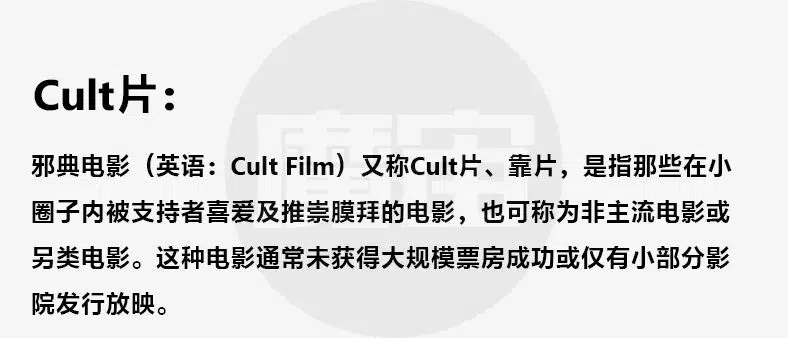 Cult片：
邪典电影（英语：Cult Film）又称Cult片、靠片，是指那些在小
圈子内被支持者喜爱及推崇膜拜的电影，也可称为非主流电影或
另类电影。这种电影通常未获得大规模票房成功或仅有小部分影
院发行放映。